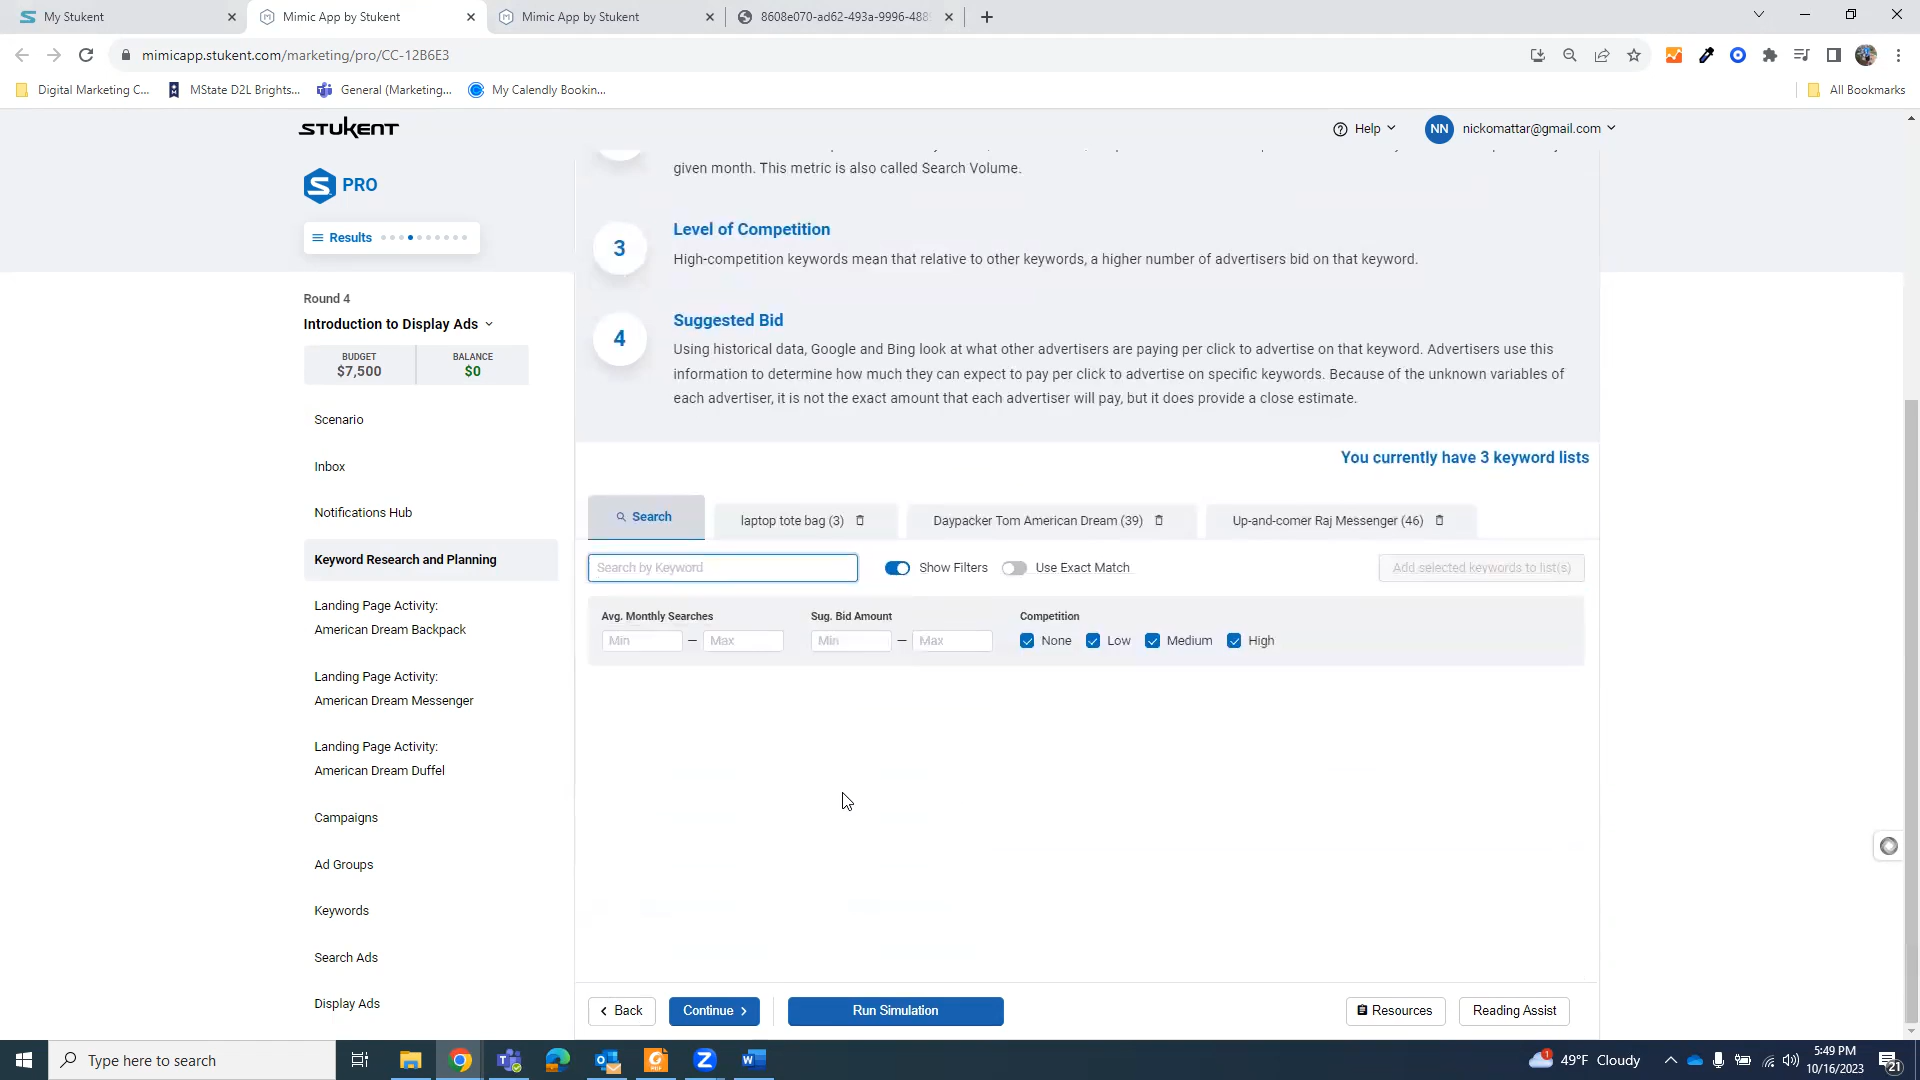 My Stukent
Mimic App by Stukent
Mimic App by Stukent
8608e070-ad62-493a-9996-488
mimicapp.stukent.com/marketing/pro/CC-12B6E3
Digital Marketing C...
MState D2L Brights...
General (Marketing...
My Calendly Bookin...
All Bookmarks
STUKENT
Help
NN
nickomattar@gmail.com
PRO
given month. This metric is also called Search Volume.
Results
3
Level of Competition
High-competition keywords mean that relative to other keywords, a higher number of advertisers bid on that keyword.
Round 4
Introduction to Display Ads
BUDGET
$7,500
BALANCE
$0
4
Suggested Bid
Using historical data, Google and Bing look at what other advertisers are paying per click to advertise on that keyword. Advertisers use this
information to determine how much they can expect to pay per click to advertise on specific keywords. Because of the unknown variables of
each advertiser, it is not the exact amount that each advertiser will pay, but it does provide a close estimate.
Scenario
Inbox
Notifications Hub
Keyword Research and Planning
Landing Page Activity:
American Dream Backpack
Landing Page Activity:
American Dream Messenger
Landing Page Activity:
American Dream Duffel
Campaigns
Ad Groups
Keywords
Search Ads
Display Ads
You currently have 3 keyword lists
Search
laptop tote bag (3)
Daypacker Tom American Dream (39)
Up-and-comer Raj Messenger (46)
Search by Keyword
Show Filters
Use Exact Match
Add selected keywords to list(s)
Avg. Monthly Searches
Sug. Bid Amount
Competition
Min – Max
Min – Max
None
Low
Medium
High
Back
Continue
Run Simulation
Resources
Reading Assist
Type here to search
1
49°F Cloudy
5:49 PM
10/16/2023
21